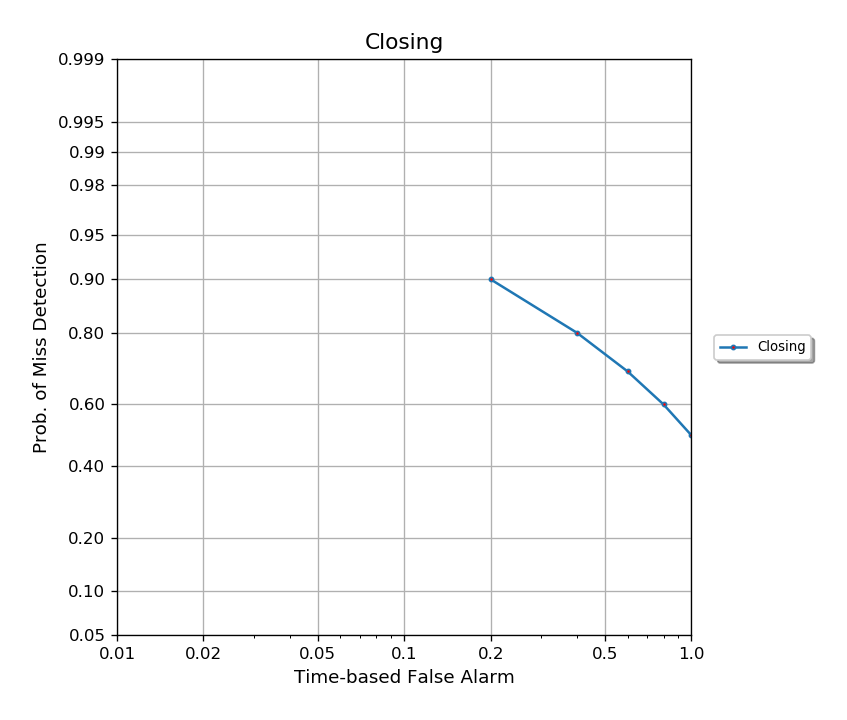 Closing
0.999
0.995
0.99
0.98
0.95
0.90
0.80
0.60
0.40
0.20
0.10
0.05
Prob. of Miss Detection
0.01 0.02 0.05 0.1 0.2 0.5 1.0
Time-based False Alarm
Closing